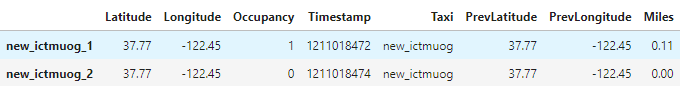 Latitude Longitude Occupancy Timestamp Taxi PrevLatitude PrevLongitude Miles
new_ictmuog_1 37.77 -122.45 1 1211018472 new_ictmuog 37.77 -122.45 0.11
new_ictmuog_2 37.77 -122.45 0 1211018474 new_ictmuog 37.77 -122.45 0.00